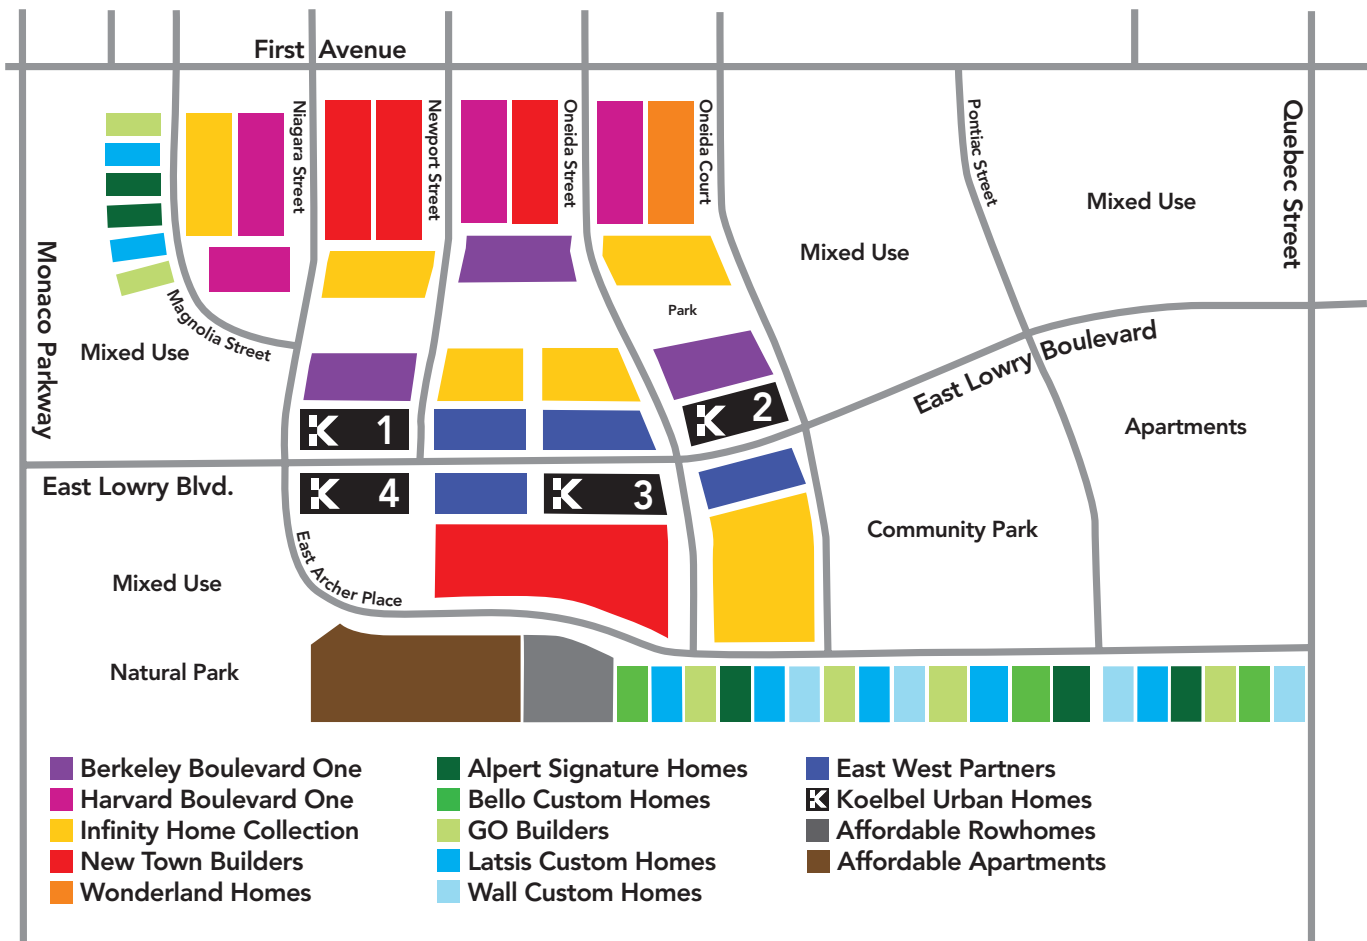 First Avenue
Niagara Street
Newport Street
Oneida Street
Oneida Court
Pontiac Street
Quebec Street
Mixed Use
Mixed Use
Monaco Parkway
Magnolia Street
Mixed Use
Park
East Lowry Boulevard
K 2
K 1
Apartments
East Lowry Blvd.
K 4
K 3
Community Park
East Archer Place
Mixed Use
Natural Park
Berkeley Boulevard One
Harvard Boulevard One
Infinity Home Collection
New Town Builders
Wonderland Homes
Alpert Signature Homes
Bello Custom Homes
GO Builders
Latsis Custom Homes
Wall Custom Homes
East West Partners
K Koelbel Urban Homes
Affordable Rowhomes
Affordable Apartments